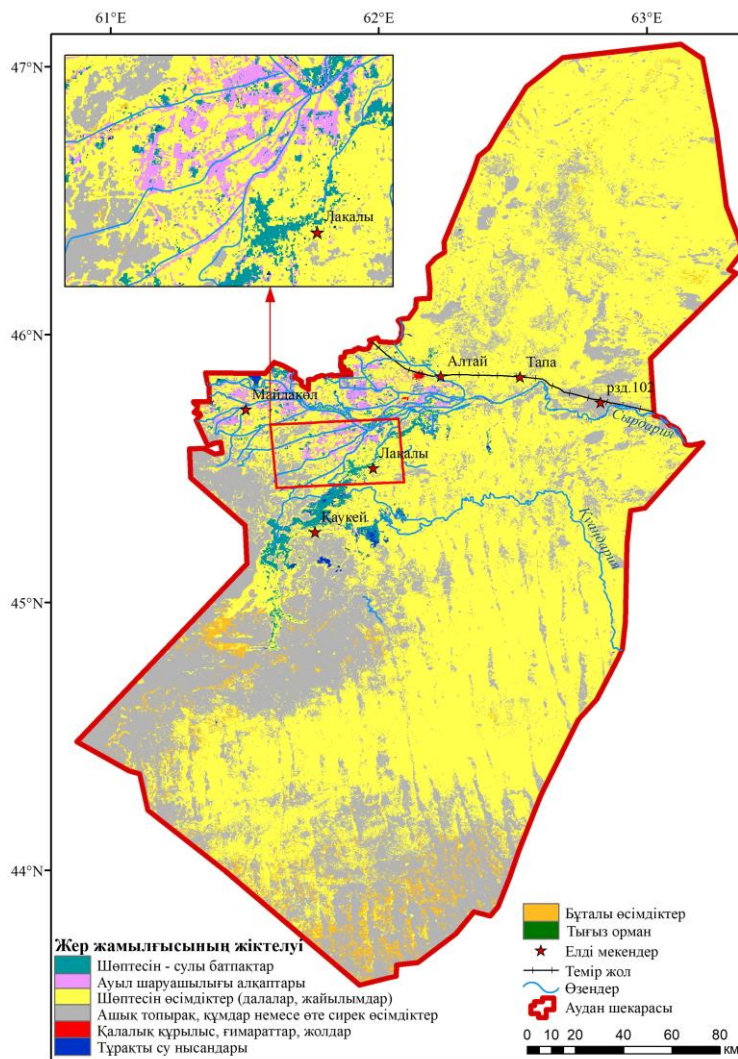 61°E 62°E 63°E
47°N
Лақалы
46°N
Алтай
Тапа
рзд.102
Майдакөл
Сырдария
Лақалы
Қаукей
Қуаңдария
45°N
44°N
Жер жамылғысының жіктелуі
Шөптесін - сулы батпақтар
Ауыл шаруашылығы алқаптары
Шөптесін өсімдіктер (далалар, жайылымдар)
Ашық топырақ, құмдар немесе өте сирек өсімдіктер
Қалалық құрылыс, ғимараттар, жолдар
Тұрақты су нысандары
Бұталы өсімдіктер
Тығыз орман
Елді мекендер
Темір жол
Өзендер
Аудан шекарасы
0 10 20 40 60 80
км